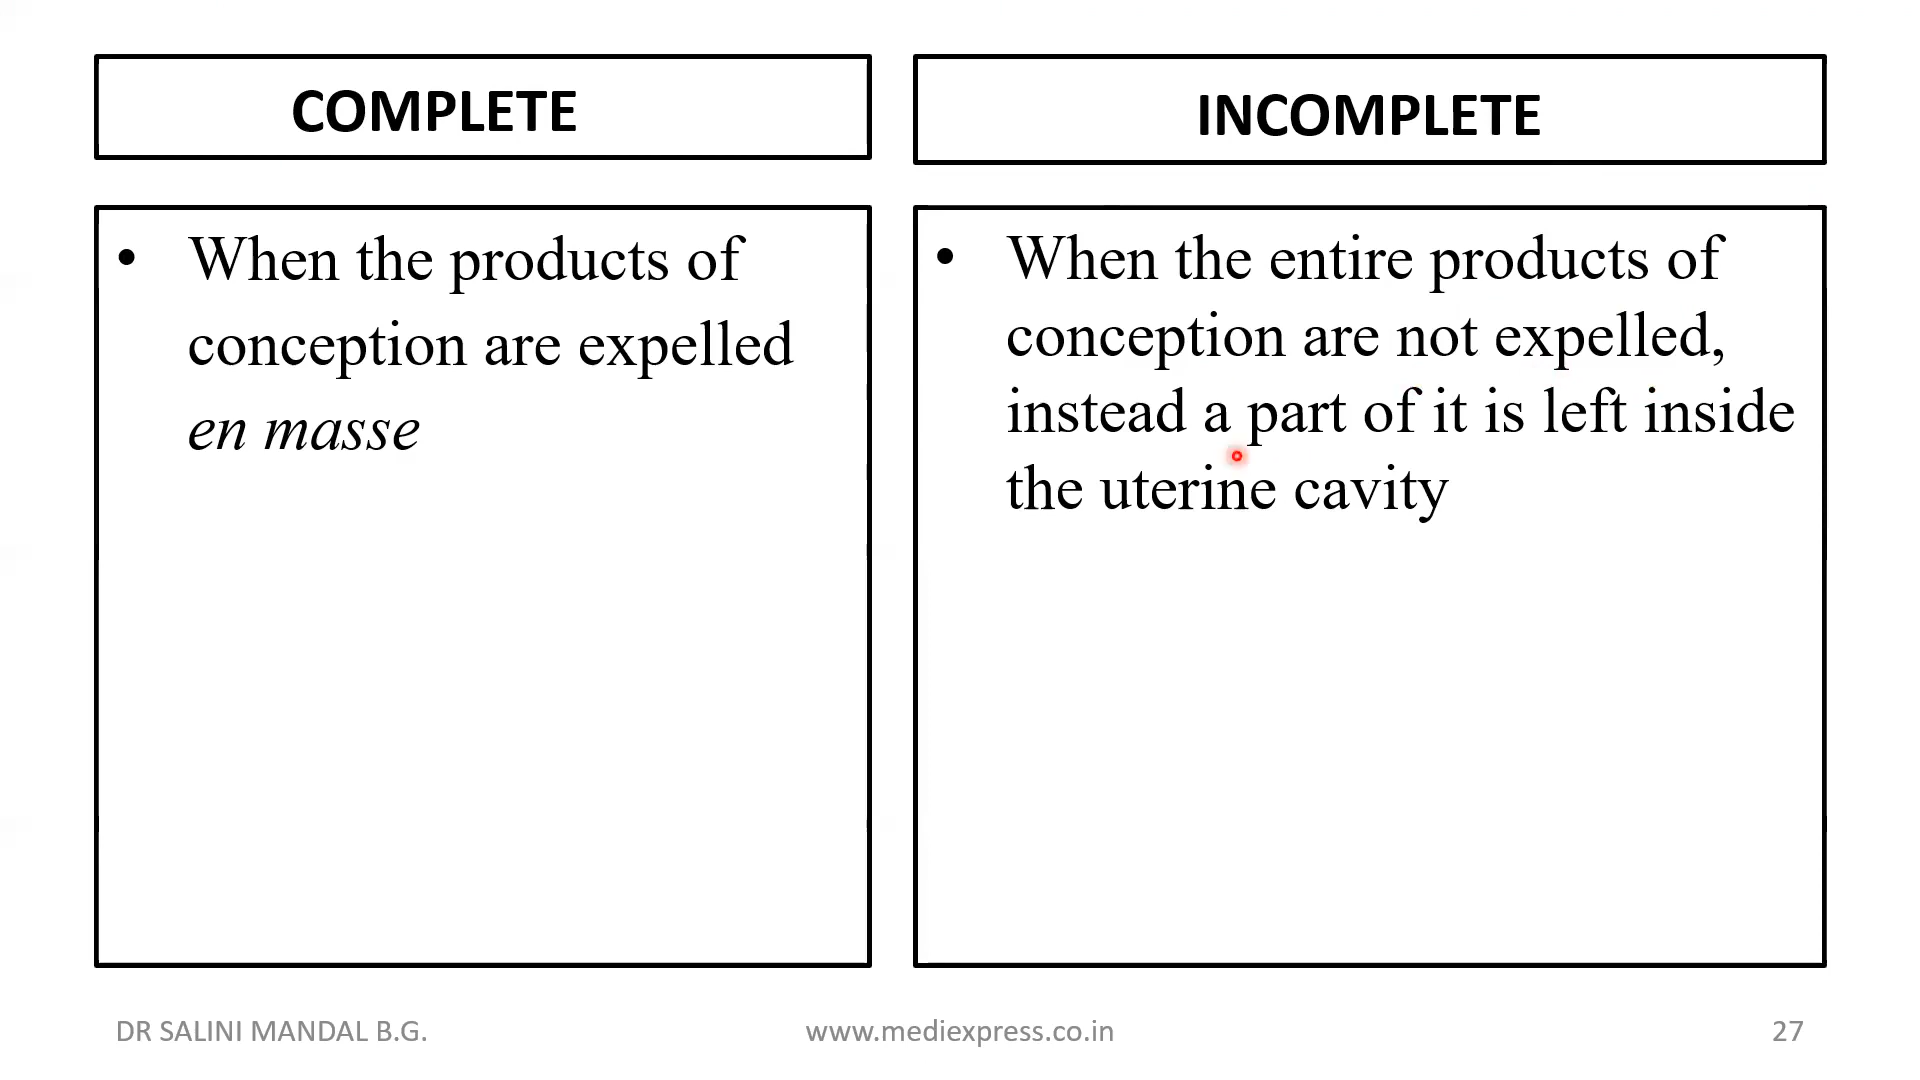 COMPLETE
INCOMPLETE
• When the products of
conception are expelled
en masse
• When the entire products of
conception are not expelled,
instead a part of it is left inside
the uterine cavity
DR SALINI MANDAL B.G.
www.mediexpress.co.in
27